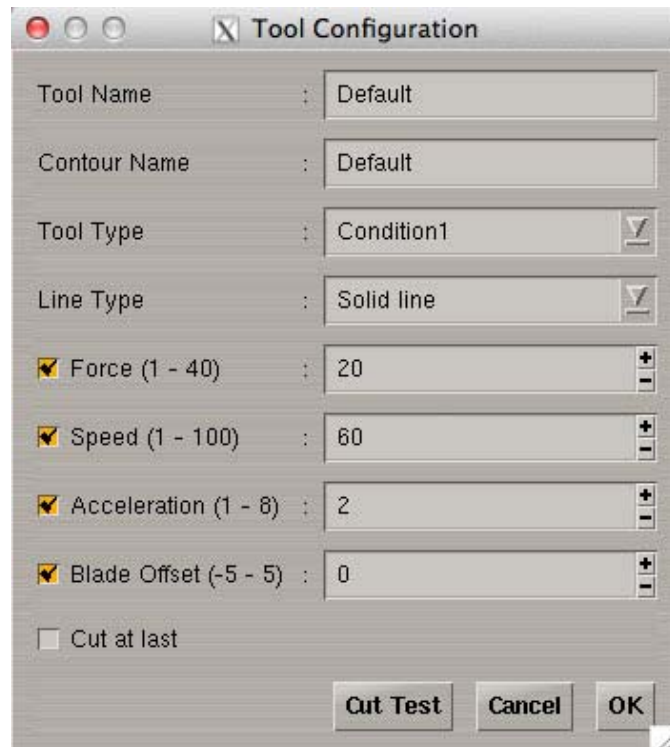 Tool Configuration
Tool Name : Default
Contour Name : Default
Tool Type : Condition1
Line Type : Solid line
Force (1 - 40) : 20
Speed (1 - 100) : 60
Acceleration (1 - 8) : 2
Blade Offset (-5 - 5) : 0
Cut at last
Cut Test Cancel OK